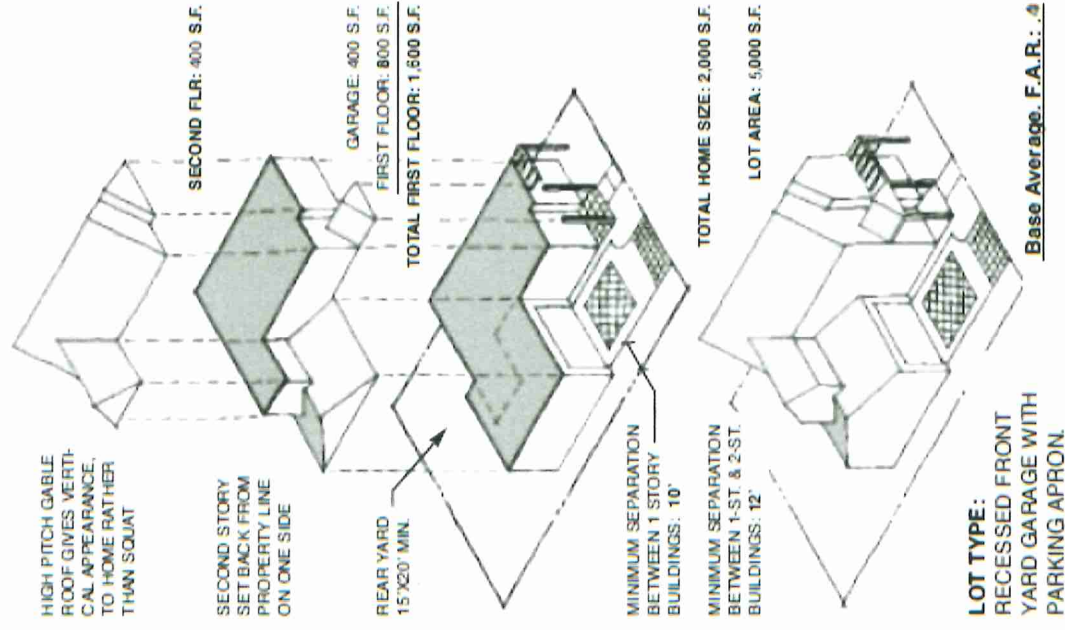 HIGH PITCH GABLE
ROOF GIVES VERTI-
CAL APPEARANCE,
TO HOME RATHER
THAN SQUAT
SECOND FLR: 400 S.F.
SECOND STORY
SET BACK FROM
PROPERTY LINE
ON ONE SIDE
GARAGE: 400 S.F.
FIRST FLOOR: 800 S.F.
TOTAL FIRST FLOOR: 1,600 S.F.
REAR YARD
15'X20' MIN.
MINIMUM SEPARATION
BETWEEN 1 STORY
BUILDINGS: 10'
TOTAL HOME SIZE: 2,000 S.F.
MINIMUM SEPARATION
BETWEEN 1-ST. & 2-ST.
BUILDINGS: 12'
LOT AREA: 5,000 S.F.
LOT TYPE:
RECESSED FRONT
YARD GARAGE WITH
PARKING APRON.
Base Average. F.A.R.: .4